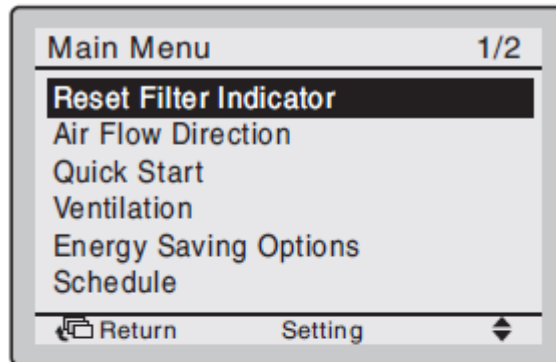 Main Menu 1/2
Reset Filter Indicator
Air Flow Direction
Quick Start
Ventilation
Energy Saving Options
Schedule
Return Setting